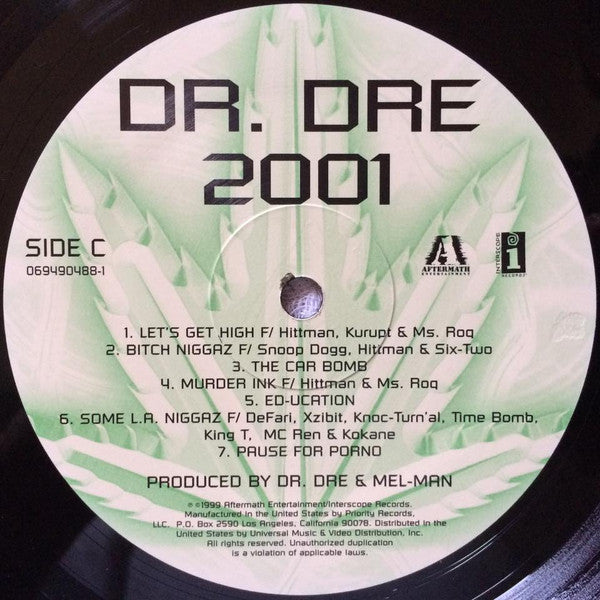 DR. DRE
2001
SIDE C
069490488-1
AFTERMATH
ENTERTAINMENT
INTERSCOPE
RECORDS
1. LET'S GET HIGH F/ Hittman, Kurupt & Ms. Roq
2. BITCH NIGGAZ F/ Snoop Dogg, Hittman & Six-Two
3. THE CAR BOMB
4. MURDER INK F/ Hittman & Ms. Roq
5. ED-UCATION
6. SOME L.A. NIGGAZ F/ DeFari, Xzibit, Knoc-Turn'al, Time Bomb,
King T, MC Ren & Kokane
7. PAUSE FOR PORNO
PRODUCED BY DR. DRE & MEL-MAN
℗ ©1999 Aftermath Entertainment/Interscope Records.
Manufactured in the United States by Priority Records,
LLC. P.O. Box 2590 Los Angeles, California 90078. Distributed in the
United States by Universal Music & Video Distribution, Inc.
All rights reserved. Unauthorized duplication
is a violation of applicable laws.